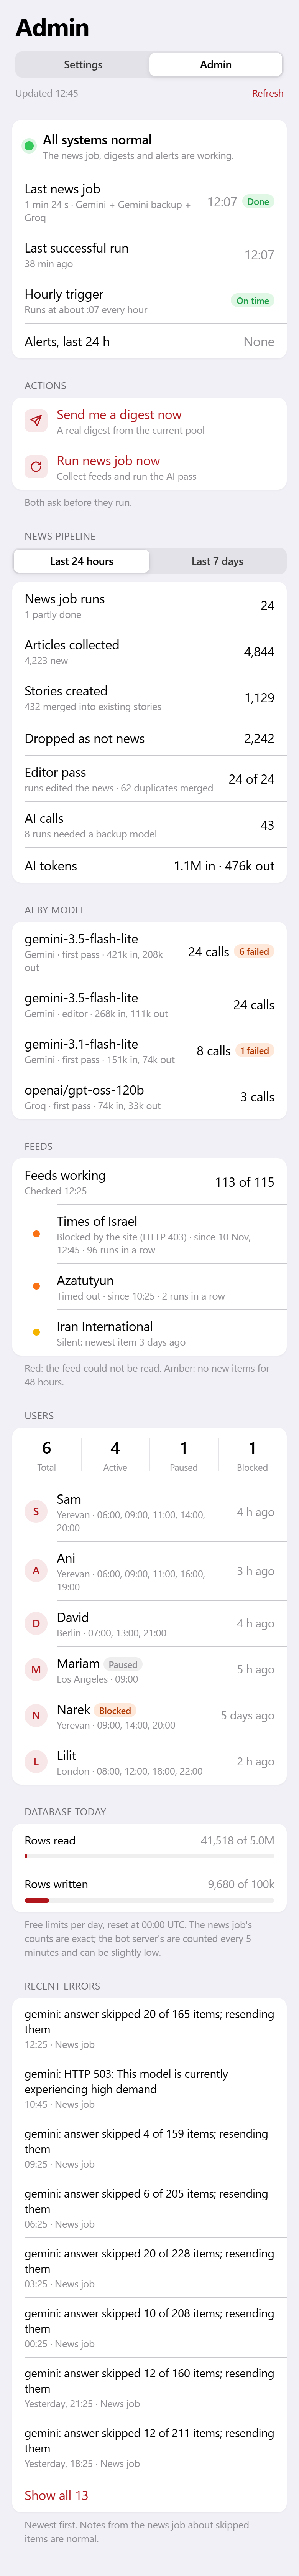 Admin
Settings
Admin
Updated 12:45
Refresh
All systems normal
The news job, digests and alerts are working.
Last news job
1 min 24 s · Gemini + Gemini backup +
Groq
12:07
Done
Last successful run
38 min ago
12:07
Hourly trigger
Runs at about :07 every hour
On time
Alerts, last 24 h
None
ACTIONS
Send me a digest now
A real digest from the current pool
Run news job now
Collect feeds and run the AI pass
Both ask before they run.
NEWS PIPELINE
Last 24 hours
Last 7 days
News job runs
1 partly done
24
Articles collected
4,223 new
4,844
Stories created
432 merged into existing stories
1,129
Dropped as not news
2,242
Editor pass
runs edited the news · 62 duplicates merged
24 of 24
AI calls
8 runs needed a backup model
43
AI tokens
1.1M in · 476k out
AI BY MODEL
gemini-3.5-flash-lite
Gemini · first pass · 421k in, 208k
out
24 calls
6 failed
gemini-3.5-flash-lite
Gemini · editor · 268k in, 111k out
24 calls
gemini-3.1-flash-lite
Gemini · first pass · 151k in, 74k out
8 calls
1 failed
openai/gpt-oss-120b
Groq · first pass · 74k in, 33k out
3 calls
FEEDS
Feeds working
Checked 12:25
113 of 115
Times of Israel
Blocked by the site (HTTP 403) · since 10 Nov,
12:45 · 96 runs in a row
Azatutyun
Timed out · since 10:25 · 2 runs in a row
Iran International
Silent: newest item 3 days ago
Red: the feed could not be read. Amber: no new items for
48 hours.
USERS
6
Total
4
Active
1
Paused
1
Blocked
S
Sam
Yerevan · 06:00, 09:00, 11:00, 14:00,
20:00
4 h ago
A
Ani
Yerevan · 06:00, 09:00, 11:00, 16:00,
19:00
3 h ago
D
David
Berlin · 07:00, 13:00, 21:00
4 h ago
M
Mariam
Paused
Los Angeles · 09:00
5 h ago
N
Narek
Blocked
Yerevan · 09:00, 14:00, 20:00
5 days ago
L
Lilit
London · 08:00, 12:00, 18:00, 22:00
2 h ago
DATABASE TODAY
Rows read
41,518 of 5.0M
Rows written
9,680 of 100k
Free limits per day, reset at 00:00 UTC. The news job's
counts are exact; the bot server's are counted every 5
minutes and can be slightly low.
RECENT ERRORS
gemini: answer skipped 20 of 165 items; resending
them
12:25 · News job
gemini: HTTP 503: This model is currently
experiencing high demand
10:45 · News job
gemini: answer skipped 4 of 159 items; resending
them
09:25 · News job
gemini: answer skipped 6 of 205 items; resending
them
06:25 · News job
gemini: answer skipped 20 of 228 items; resending
them
03:25 · News job
gemini: answer skipped 10 of 208 items; resending
them
00:25 · News job
gemini: answer skipped 12 of 160 items; resending
them
Yesterday, 21:25 · News job
gemini: answer skipped 12 of 211 items; resending
them
Yesterday, 18:25 · News job
Show all 13
Newest first. Notes from the news job about skipped
items are normal.